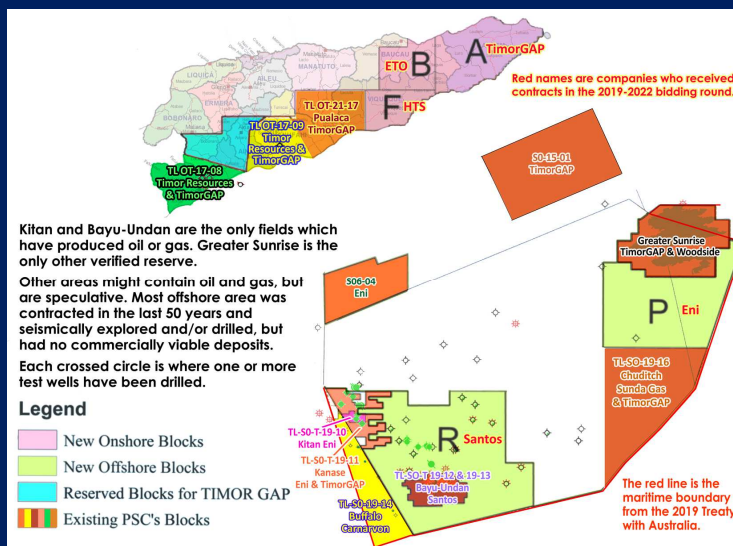 A TimorGAP
ETO B
F HTS
BAUCAU
MANATUTO
LIQUIÇA
AILEU
ERMERA
BOBONARO
Red names are companies who received
contracts in the 2019-2022 bidding round.
TL OT-21-17
Pualaca
TimorGAP
TL OT-17-09
Timor
Resources &
TimorGAP
TL OT-17-08
Timor Resources
& TimorGAP
S0-15-01
TimorGAP
Kitan and Bayu-Undan are the only fields which
have produced oil or gas. Greater Sunrise is the
only other verified reserve.
Other areas might contain oil and gas, but
are speculative. Most offshore area was
contracted in the last 50 years and
seismically explored and/or drilled, but
had no commercially viable deposits.
Each crossed circle is where one or more
test wells have been drilled.
Greater Sunrise
TimorGAP & Woodside
S06-04
Eni
P Eni
TL-SO-19-16
Chuditch
Sunda Gas
& TimorGAP
Legend
New Onshore Blocks
New Offshore Blocks
Reserved Blocks for TIMOR GAP
Existing PSC's Blocks
TL-S0-T-19-10
Kitan Eni
TL-S0-T-19-11
Kanase
Eni & TimorGAP
R Santos
TL-SO-T 19-12 & 19-13
Bayu-Undan
Santos
TL-S0-19-14
Buffalo
Carnarvon
The red line is the
maritime boundary
from the 2019 Treaty
with Australia.